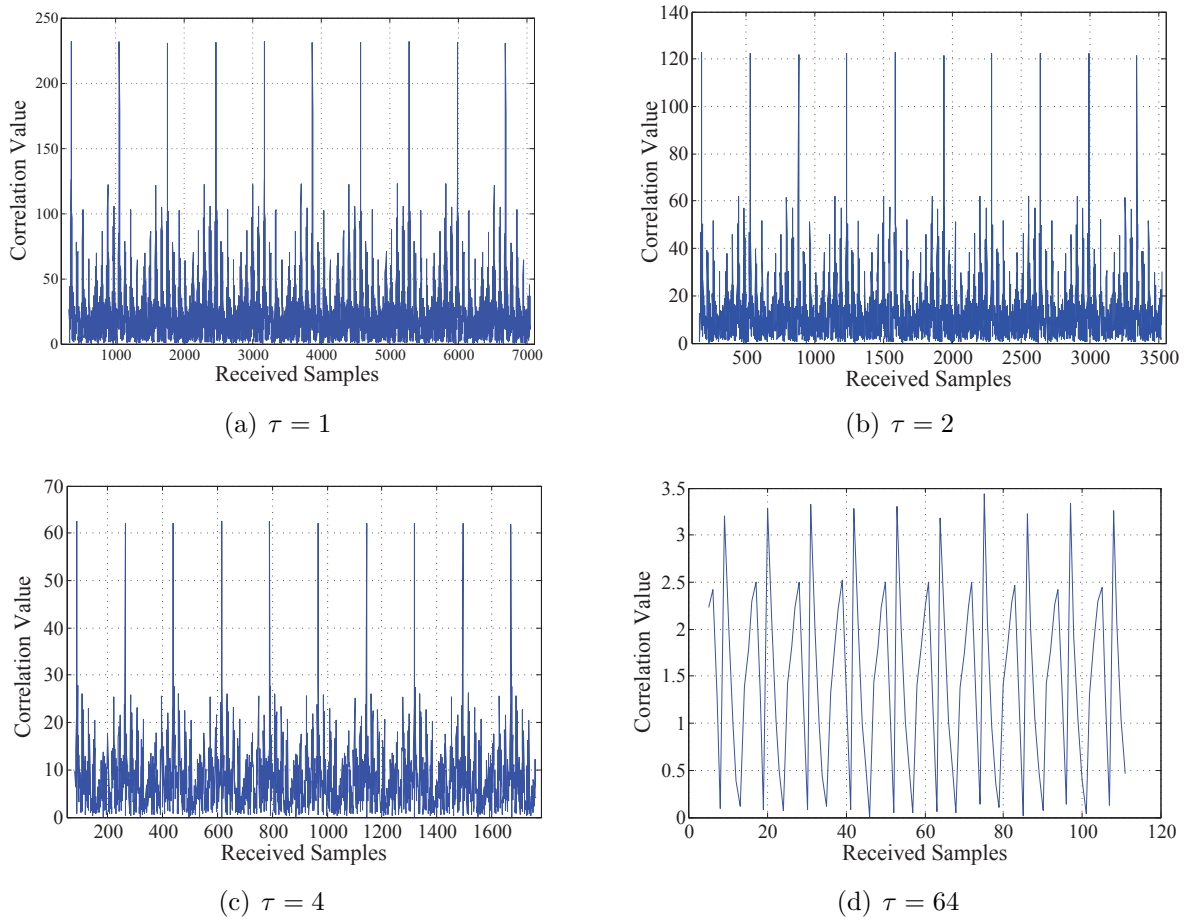 250
200
150
100
50
0
Correlation Value
1000 2000 3000 4000 5000 6000 7000
Received Samples
(a) τ = 1
140
120
100
80
60
40
20
0
Correlation Value
500 1000 1500 2000 2500 3000 3500
Received Samples
(b) τ = 2
70
60
50
40
30
20
10
0
Correlation Value
200 400 600 800 1000 1200 1400 1600
Received Samples
(c) τ = 4
3.5
3
2.5
2
1.5
1
0.5
0
Correlation Value
0 20 40 60 80 100 120
Received Samples
(d) τ = 64